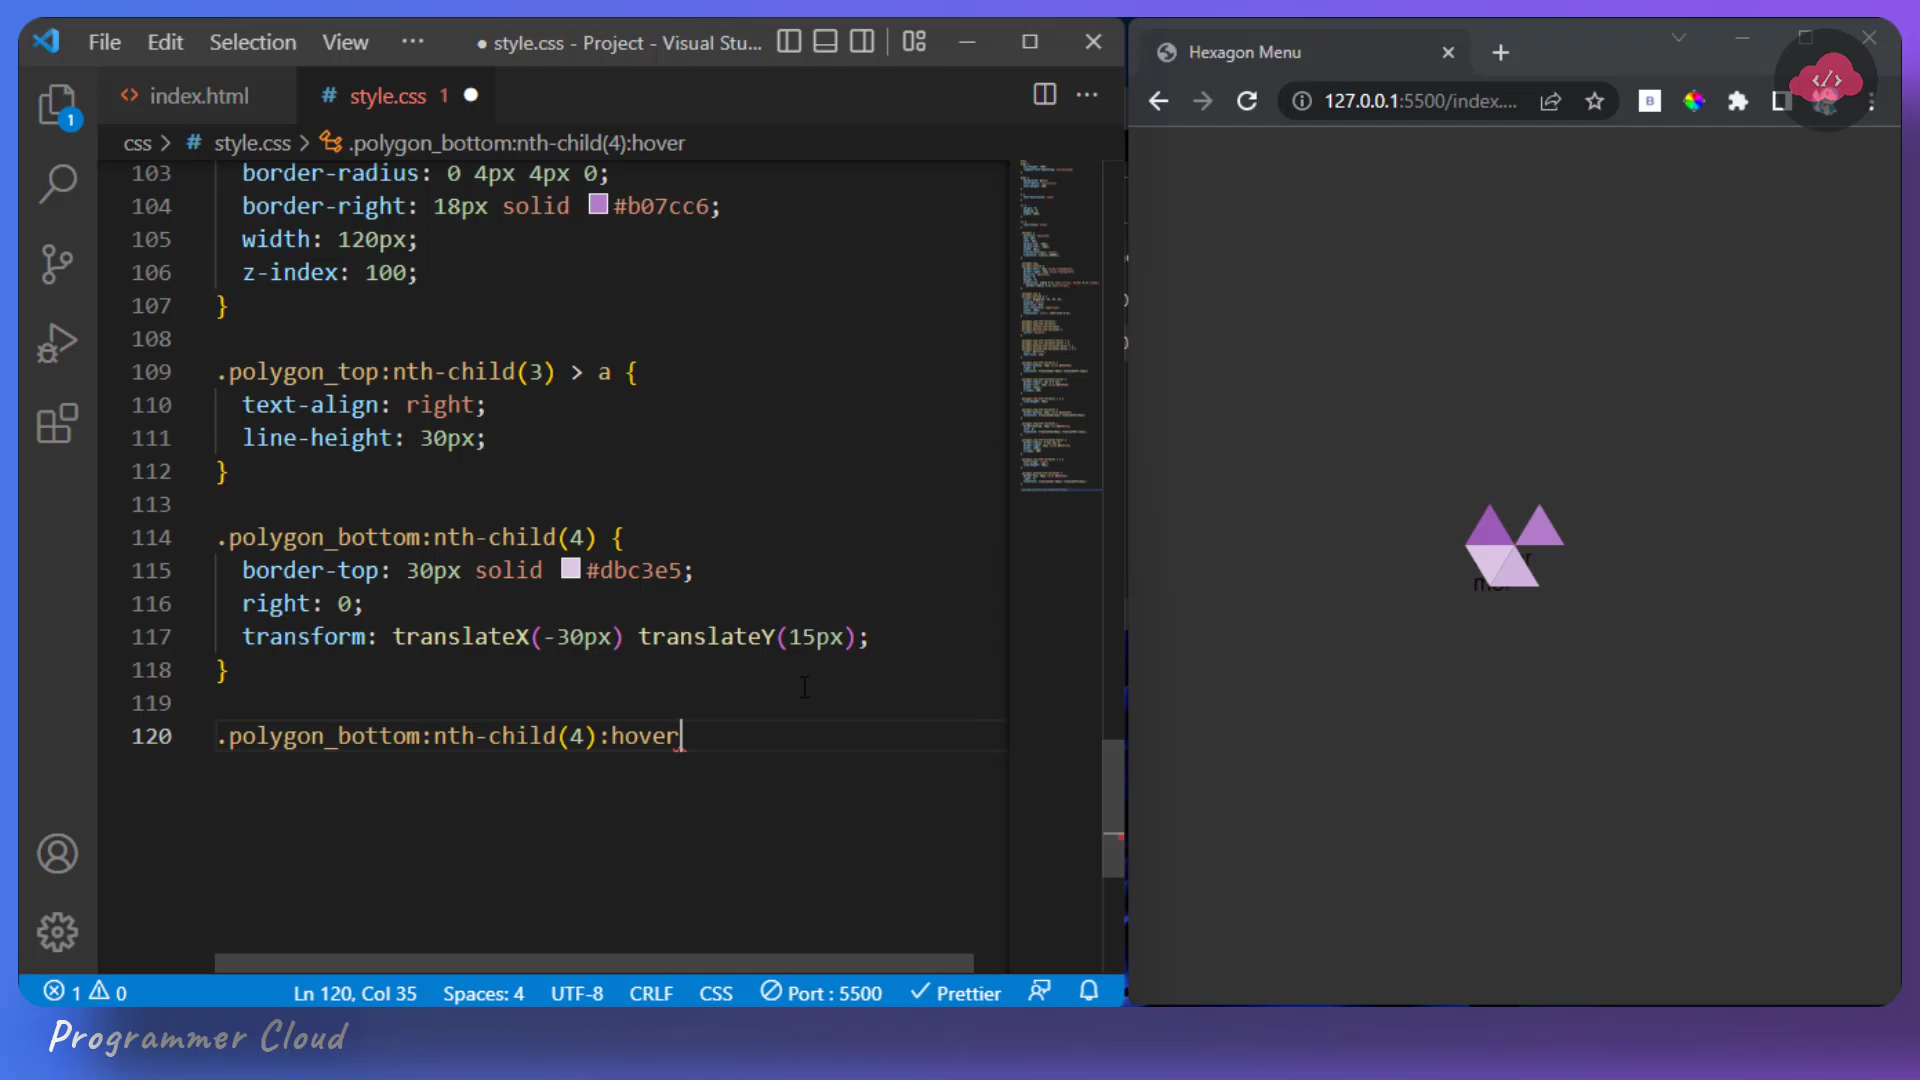 File Edit Selection View ··· ● style.css - Project - Visual Stu...
index.html # style.css 1
css > # style.css > .polygon_bottom:nth-child(4):hover
103 border-radius: 0 4px 4px 0;
104 border-right: 18px solid #b07cc6;
105 width: 120px;
106 z-index: 100;
107 }
108
109 .polygon_top:nth-child(3) > a {
110 text-align: right;
111 line-height: 30px;
112 }
113
114 .polygon_bottom:nth-child(4) {
115 border-top: 30px solid #dbc3e5;
116 right: 0;
117 transform: translateX(-30px) translateY(15px);
118 }
119
120 .polygon_bottom:nth-child(4):hover
1 0 Ln 120, Col 35 Spaces: 4 UTF-8 CRLF CSS Port : 5500 Prettier
1
Hexagon Menu
127.0.0.1:5500/index....
B
Programmer Cloud